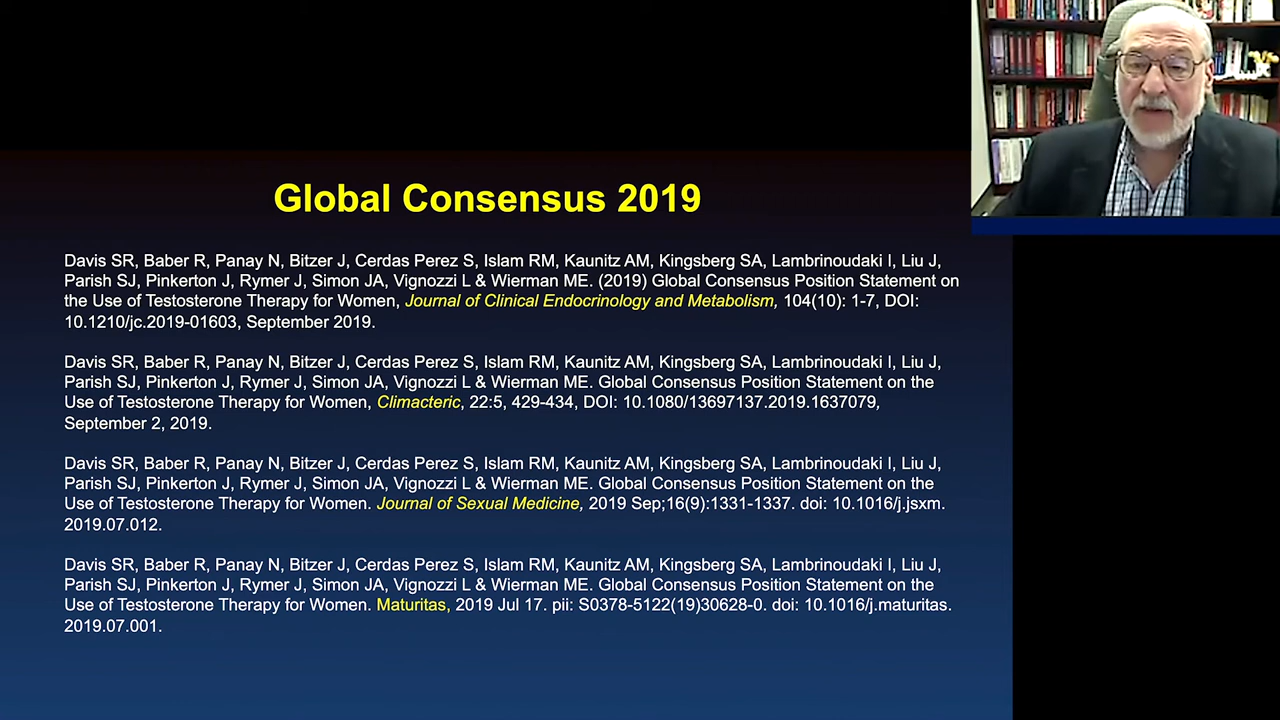 Global Consensus 2019
Davis SR, Baber R, Panay N, Bitzer J, Cerdas Perez S, Islam RM, Kaunitz AM, Kingsberg SA, Lambrinoudaki I, Liu J,
Parish SJ, Pinkerton J, Rymer J, Simon JA, Vignozzi L & Wierman ME. (2019) Global Consensus Position Statement on
the Use of Testosterone Therapy for Women, Journal of Clinical Endocrinology and Metabolism, 104(10): 1-7, DOI:
10.1210/jc.2019-01603, September 2019.
Davis SR, Baber R, Panay N, Bitzer J, Cerdas Perez S, Islam RM, Kaunitz AM, Kingsberg SA, Lambrinoudaki I, Liu J,
Parish SJ, Pinkerton J, Rymer J, Simon JA, Vignozzi L & Wierman ME. Global Consensus Position Statement on the
Use of Testosterone Therapy for Women, Climacteric, 22:5, 429-434, DOI: 10.1080/13697137.2019.1637079,
September 2, 2019.
Davis SR, Baber R, Panay N, Bitzer J, Cerdas Perez S, Islam RM, Kaunitz AM, Kingsberg SA, Lambrinoudaki I, Liu J,
Parish SJ, Pinkerton J, Rymer J, Simon JA, Vignozzi L & Wierman ME. Global Consensus Position Statement on the
Use of Testosterone Therapy for Women. Journal of Sexual Medicine, 2019 Sep;16(9):1331-1337. doi: 10.1016/j.jsxm.
2019.07.012.
Davis SR, Baber R, Panay N, Bitzer J, Cerdas Perez S, Islam RM, Kaunitz AM, Kingsberg SA, Lambrinoudaki I, Liu J,
Parish SJ, Pinkerton J, Rymer J, Simon JA, Vignozzi L & Wierman ME. Global Consensus Position Statement on the
Use of Testosterone Therapy for Women. Maturitas, 2019 Jul 17. pii: S0378-5122(19)30628-0. doi: 10.1016/j.maturitas.
2019.07.001.